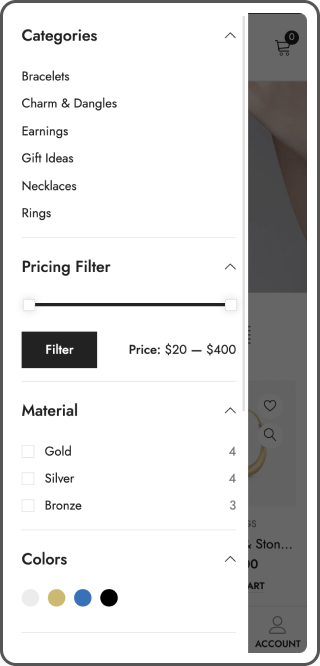 Categories
0
Bracelets
Charm & Dangles
Earnings
Gift Ideas
Necklaces
Rings
Pricing Filter
Filter
Price: $20 — $400
Material
Gold 4
Silver 4
Bronze 3
GS
& Ston...
00
ART
Colors
ACCOUNT